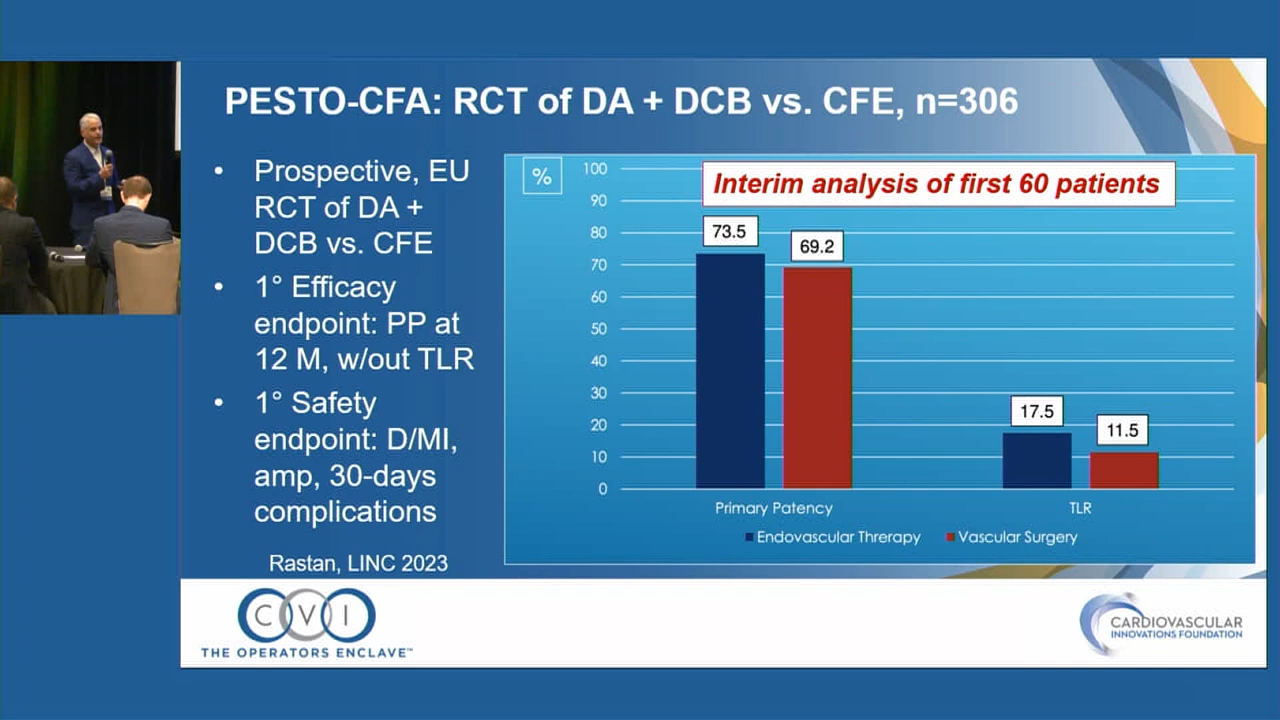 PESTO-CFA: RCT of DA + DCB vs. CFE, n=306
• Prospective, EU
RCT of DA +
DCB vs. CFE
• 1° Efficacy
endpoint: PP at
12 M, w/out TLR
• 1° Safety
endpoint: D/MI,
amp, 30-days
complications
Rastan, LINC 2023
%
Interim analysis of first 60 patients
100
90
80
70
60
50
40
30
20
10
0
73.5
69.2
17.5
11.5
Primary Patency
TLR
Endovascular Threrapy
Vascular Surgery
CVI
THE OPERATORS ENCLAVE™
CARDIOVASCULAR
INNOVATIONS FOUNDATION